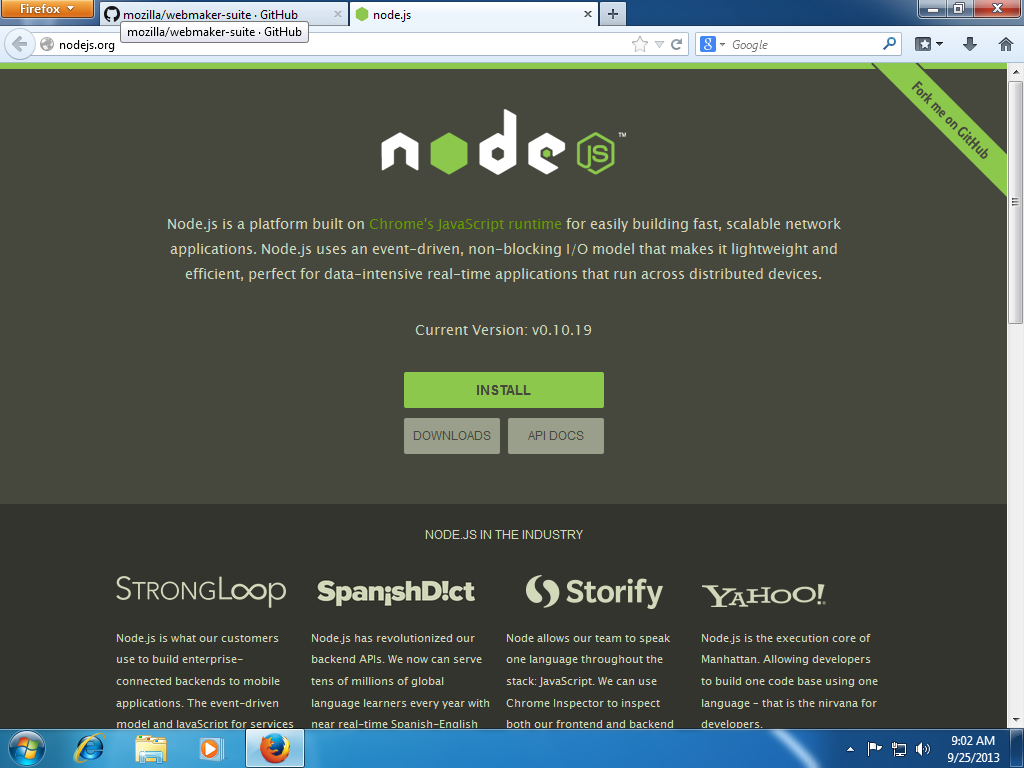 Firefox
mozilla/webmaker-suite · GitHub
node.js
mozilla/webmaker-suite · GitHub
nodejs.org
Google
Fork me on GitHub
node JS ™
Node.js is a platform built on Chrome's JavaScript runtime for easily building fast, scalable network
applications. Node.js uses an event-driven, non-blocking I/O model that makes it lightweight and
efficient, perfect for data-intensive real-time applications that run across distributed devices.
Current Version: v0.10.19
INSTALL
DOWNLOADS
API DOCS
NODE.JS IN THE INDUSTRY
STRONGLOOP
Node.js is what our customers
use to build enterprise-
connected backends to mobile
applications. The event-driven
model and JavaScript for services
SpanishD!ct
Node.js has revolutionized our
backend APIs. We now can serve
tens of millions of global
language learners every year with
near real-time Spanish-English
Storify
Node allows our team to speak
one language throughout the
stack: JavaScript. We can use
Chrome Inspector to inspect
both our frontend and backend
YAHOO!
Node.js is the execution core of
Manhattan. Allowing developers
to build one code base using one
language – that is the nirvana for
developers.
9:02 AM
9/25/2013